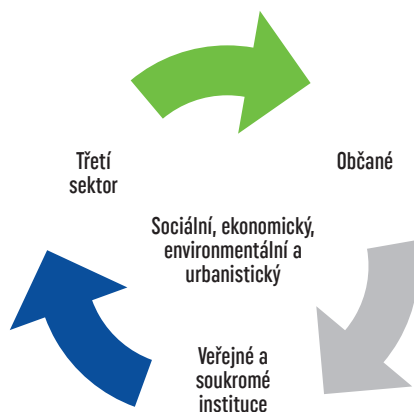 Třetí
sektor
Občané
Sociální, ekonomický,
environmentální a
urbanistický
Veřejné a
soukromé
instituce